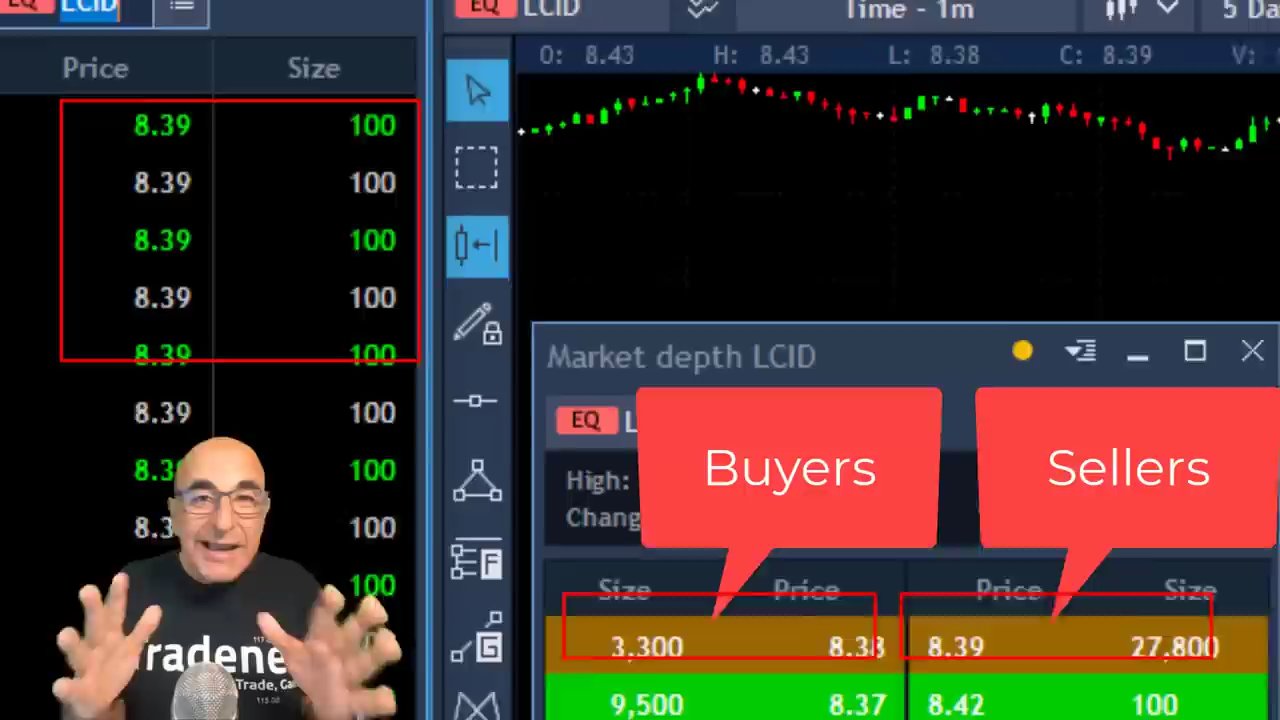 EQ LCID
Price Size
8.39 100
8.39 100
8.39 100
8.39 100
8.39 100
8.39 100
100
100
100
EQ LCID Time - 1m
O: 8.43 H: 8.43 L: 8.38 C: 8.39 V:
Market depth LCID
EQ
High:
Buyers
Sellers
Size Price Price Size
3,300 8.38 8.39 27,800
9,500 8.37 8.42 100
F
G